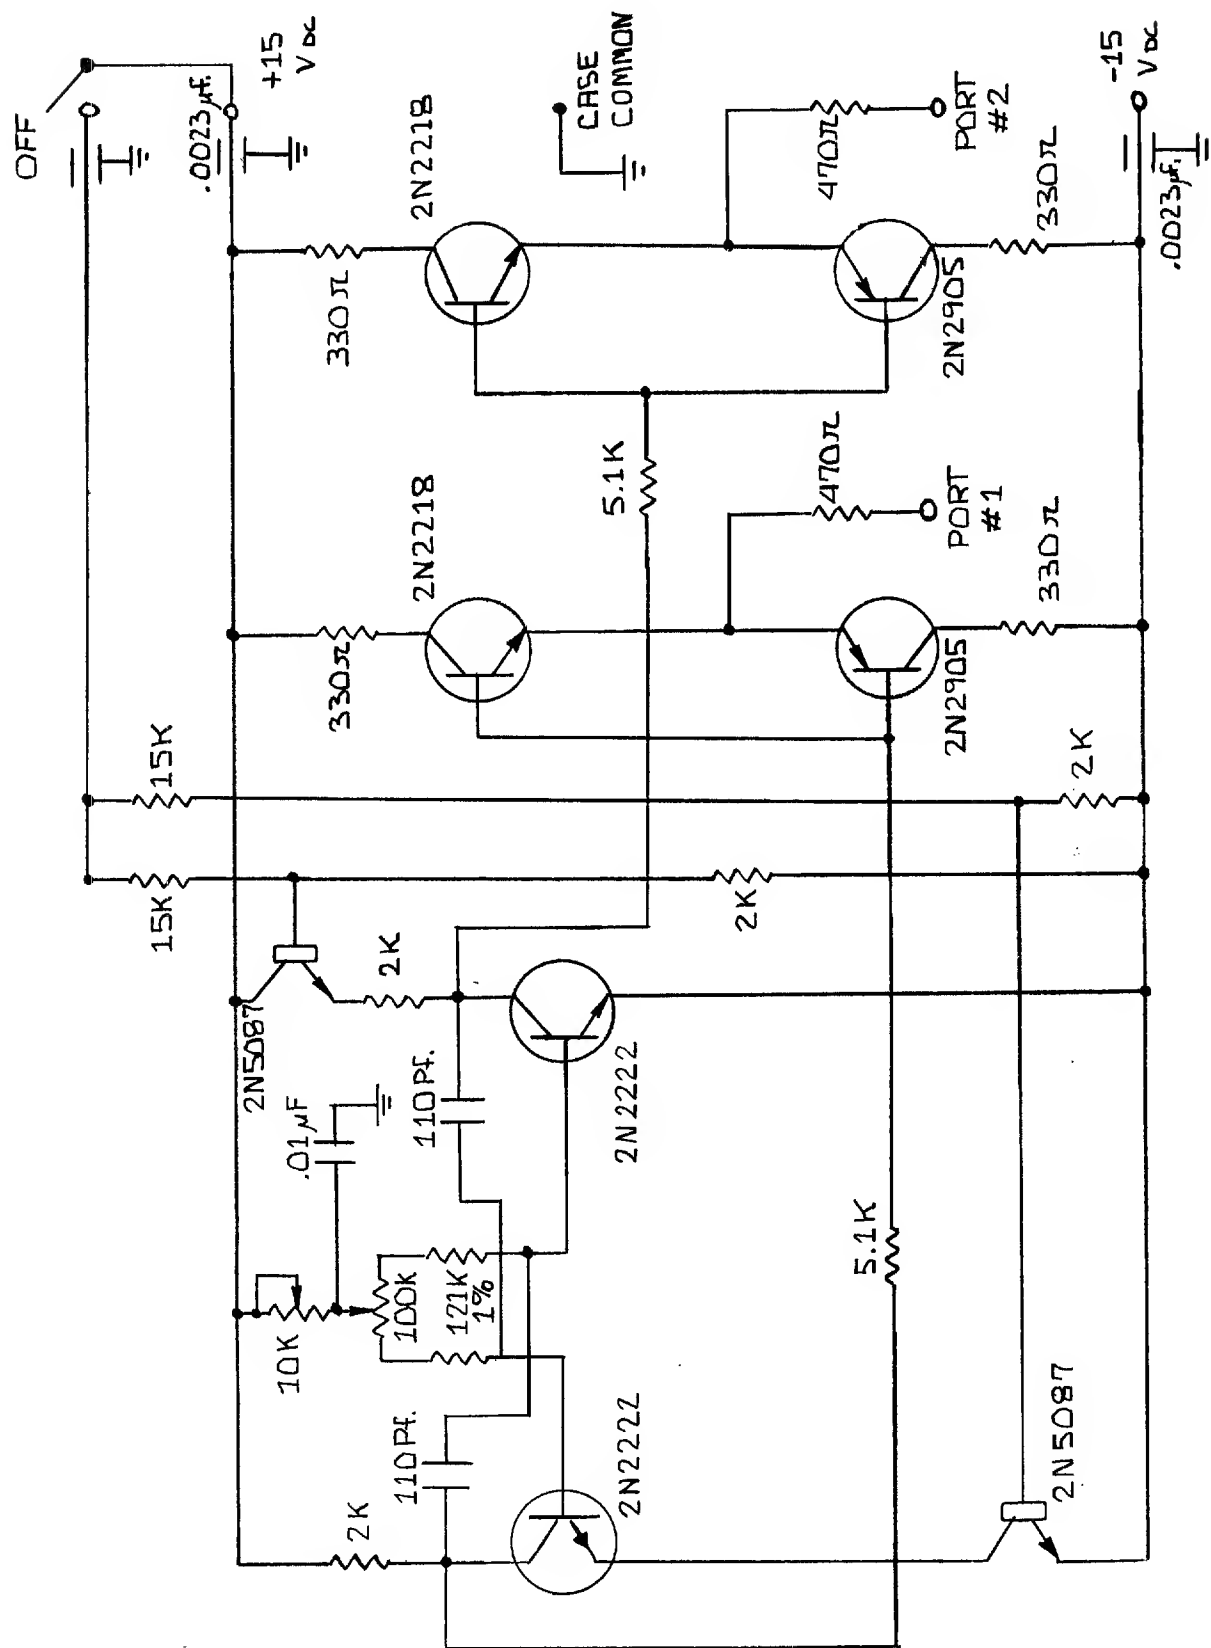 OFF
.0023µf.
+15
VDC
CASE
COMMON
-15
VDC
.0023µf.
2N2218
330Ω
470Ω
PORT
#2
2N2905
330Ω
5.1K
2N2218
330Ω
470Ω
PORT
#1
2N2905
330Ω
15K
2K
15K
2K
2N5087
2K
.01µF
110Pf.
2N2222
10K
100K
121K
1%
5.1K
110Pf.
2K
2N2222
2N5087